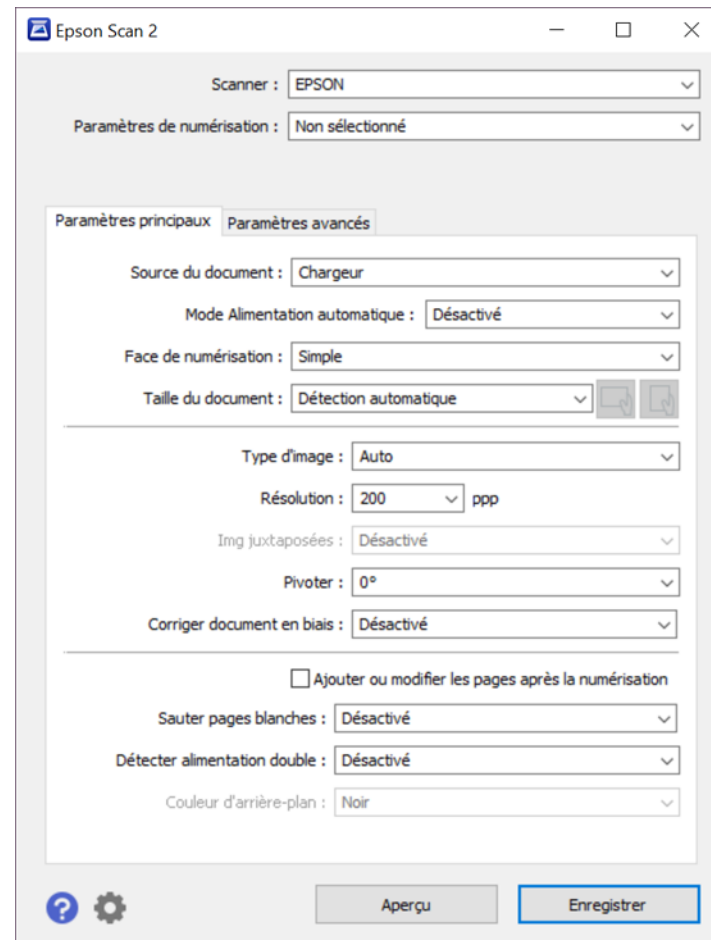 Epson Scan 2
Scanner : EPSON
Paramètres de numérisation : Non sélectionné
Paramètres principaux Paramètres avancés
Source du document : Chargeur
Mode Alimentation automatique : Désactivé
Face de numérisation : Simple
Taille du document : Détection automatique
Type d'image : Auto
Résolution : 200 ppp
Img juxtaposées : Désactivé
Pivoter : 0°
Corriger document en biais : Désactivé
Ajouter ou modifier les pages après la numérisation
Sauter pages blanches : Désactivé
Détecter alimentation double : Désactivé
Couleur d'arrière-plan : Noir
? Aperçu Enregistrer